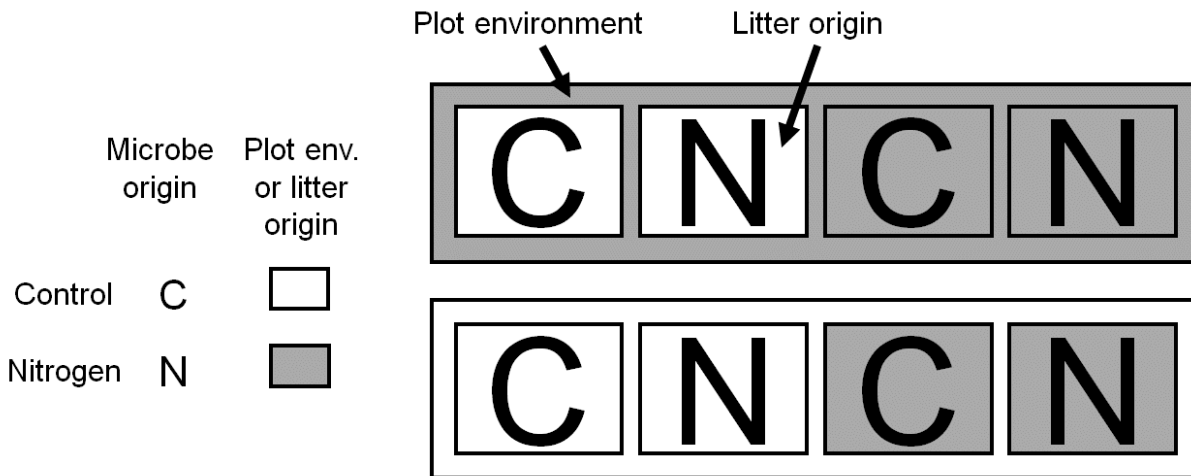 Plot environment
Litter origin
C N C N
Microbe
origin
Plot env.
or litter
origin
Control C
Nitrogen N
C N C N